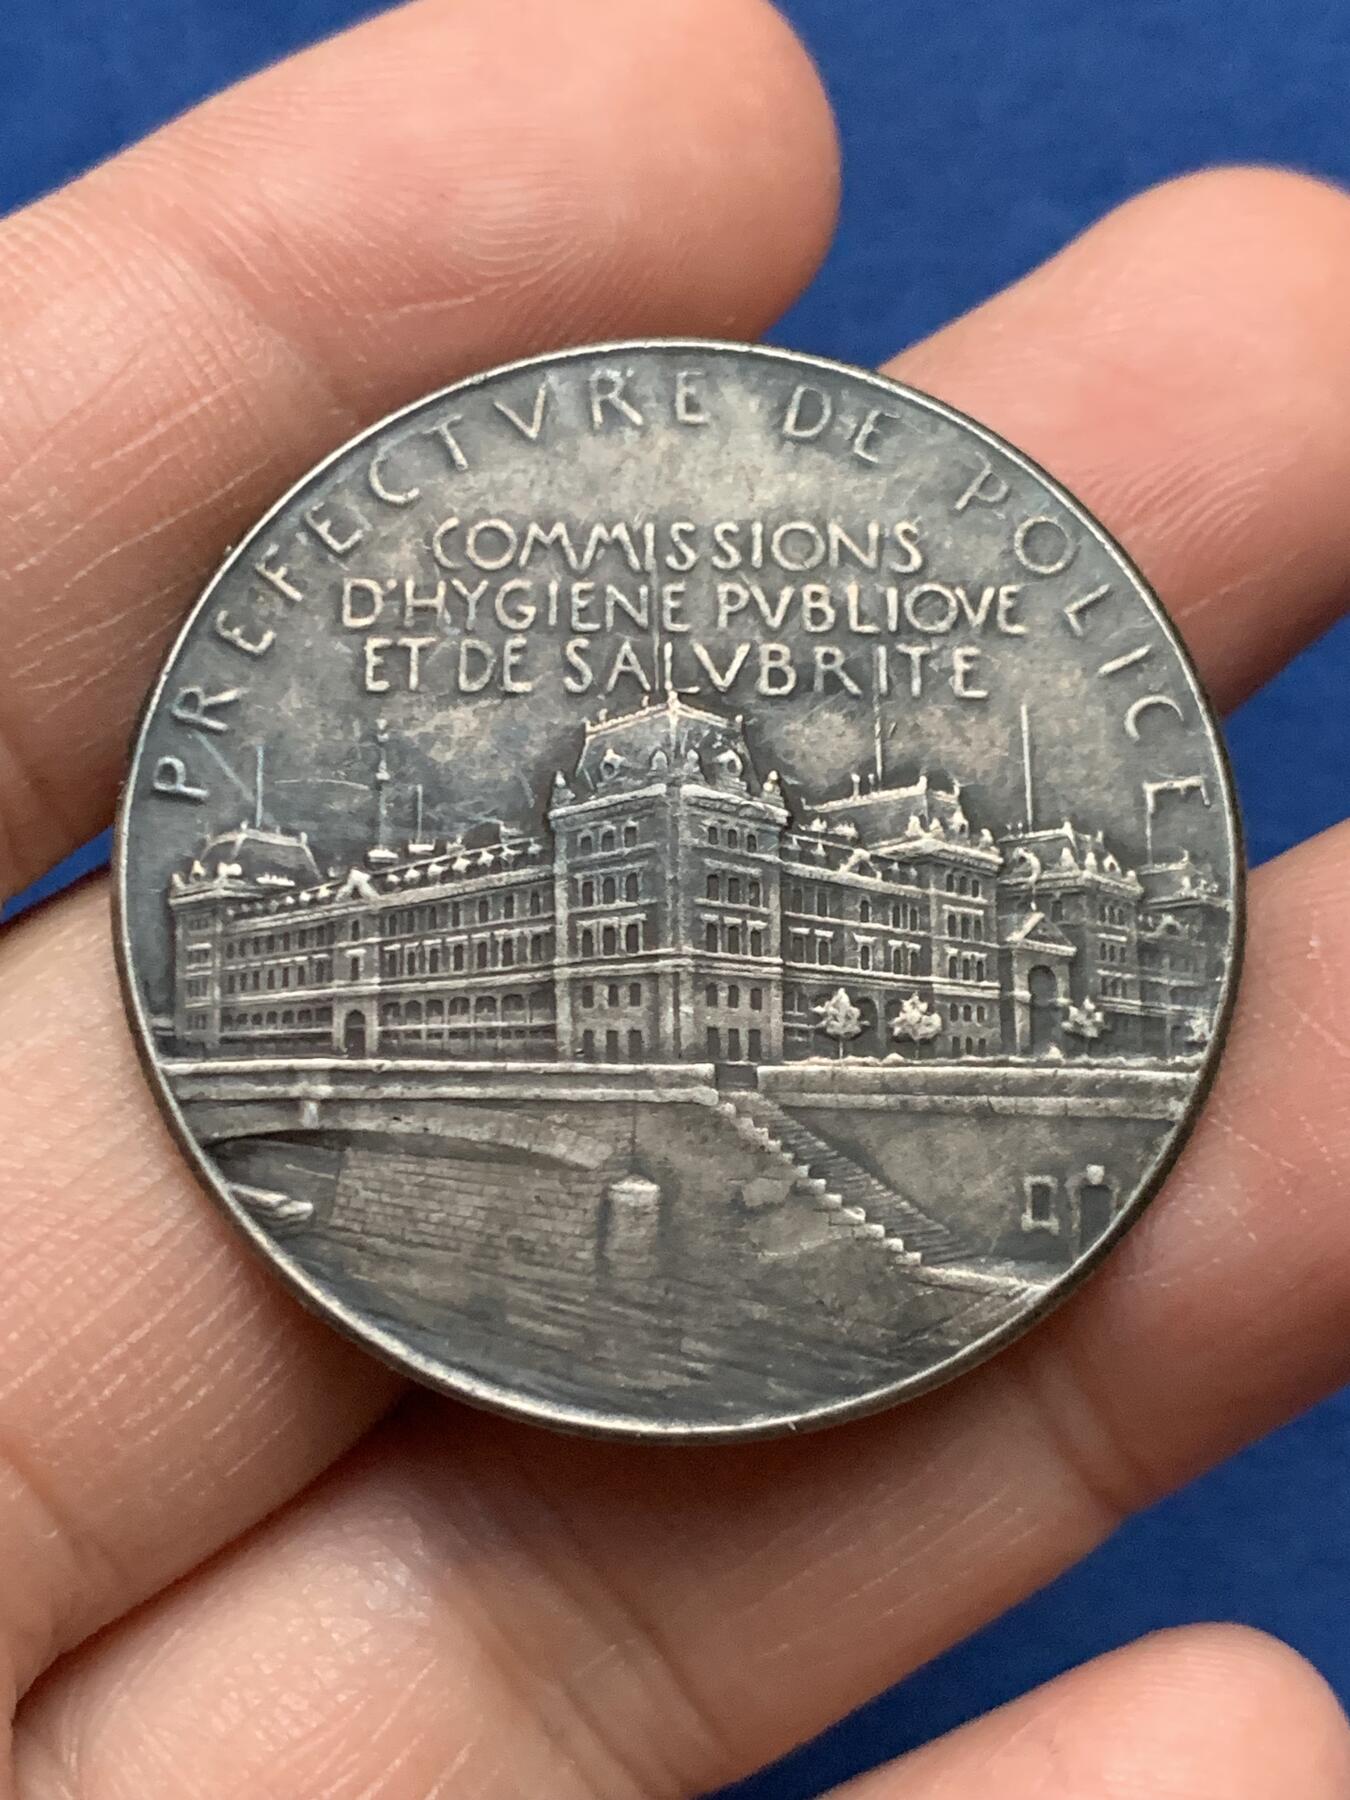 PREFECTVRE DE POLICE
COMMISSIONS
D'HYGIENE PVBLIQVE
ET DE SALVBRITE